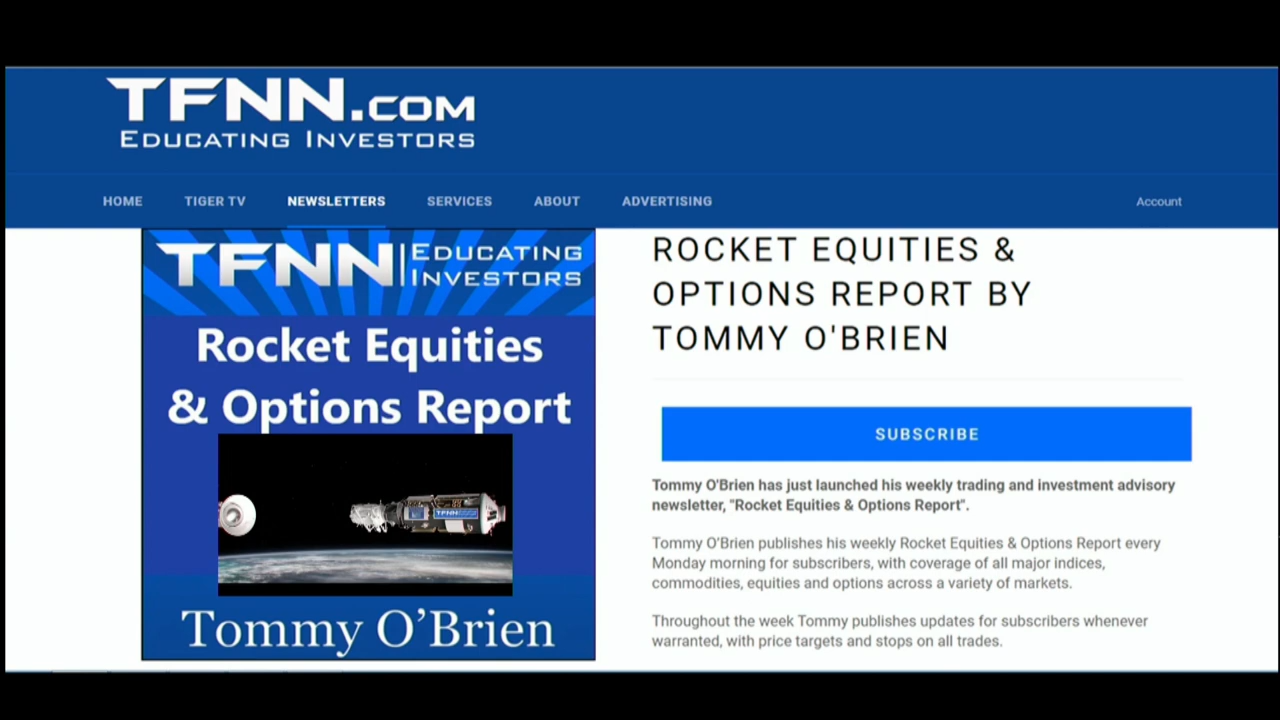 TFNN.COM
EDUCATING INVESTORS
HOME TIGER TV NEWSLETTERS SERVICES ABOUT ADVERTISING Account
TFNN EDUCATING
INVESTORS
Rocket Equities
& Options Report
TFNN
Tommy O’Brien
ROCKET EQUITIES &
OPTIONS REPORT BY
TOMMY O'BRIEN
SUBSCRIBE
Tommy O'Brien has just launched his weekly trading and investment advisory
newsletter, "Rocket Equities & Options Report".
Tommy O'Brien publishes his weekly Rocket Equities & Options Report every
Monday morning for subscribers, with coverage of all major indices,
commodities, equities and options across a variety of markets.
Throughout the week Tommy publishes updates for subscribers whenever
warranted, with price targets and stops on all trades.